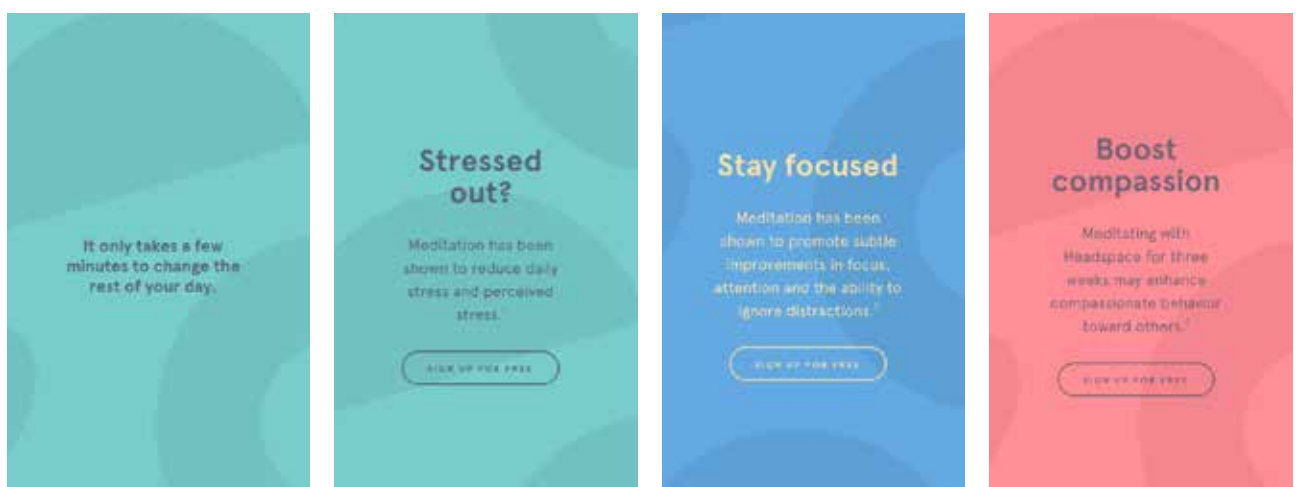 It only takes a few
minutes to change the
rest of your day.
Stressed
out?
Meditation has been
shown to reduce daily
stress and perceived
stress.
SIGN UP FOR FREE
Stay focused
Meditation has been
shown to promote subtle
improvements in focus,
attention and the ability to
ignore distractions.
SIGN UP FOR FREE
Boost
compassion
Meditating with
Headspace for three
weeks may enhance
compassionate behavior
toward others.
SIGN UP FOR FREE